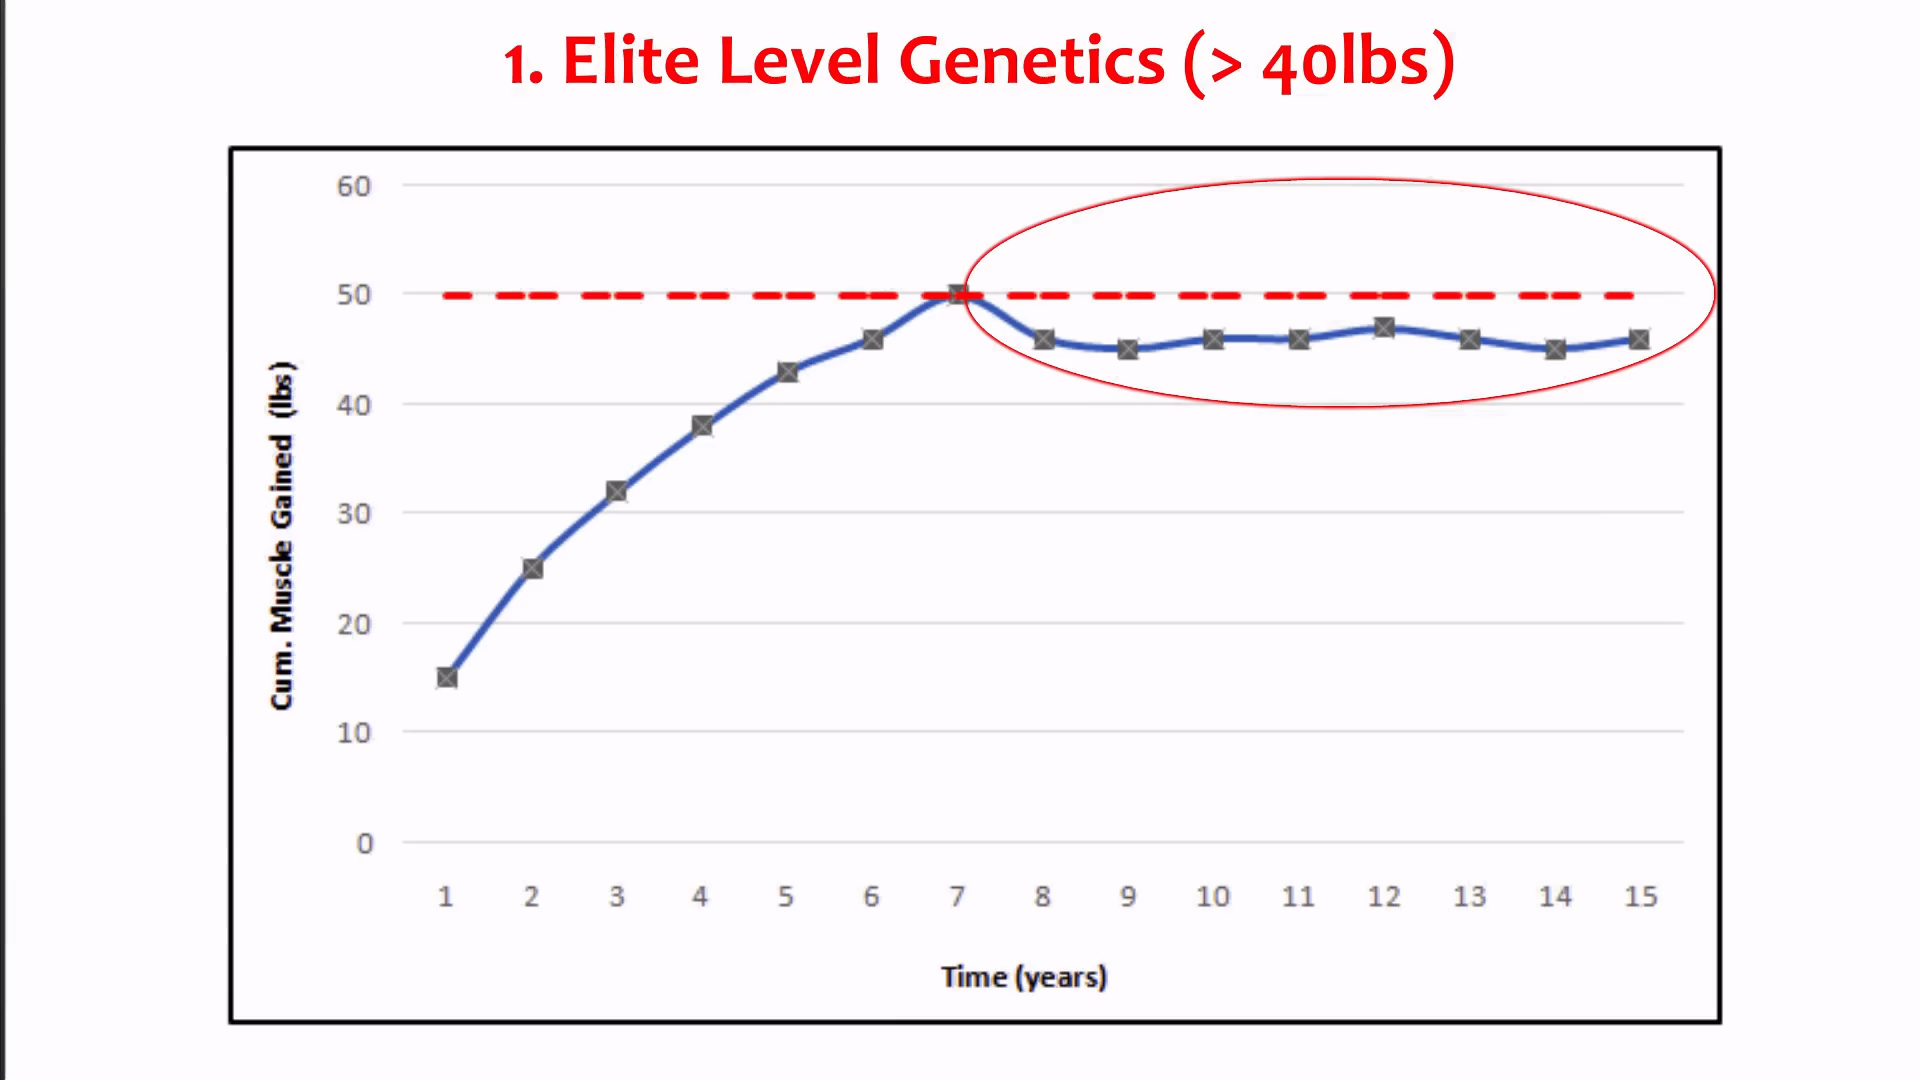 1. Elite Level Genetics (> 40lbs)
60
50
40
30
20
10
0
Cum. Muscle Gained (lbs)
1 2 3 4 5 6 7 8 9 10 11 12 13 14 15
Time (years)